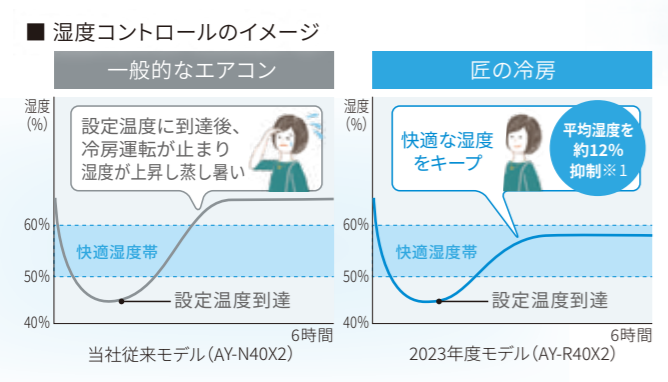 ■ 湿度コントロールのイメージ
一般的なエアコン
湿度
(%)
設定温度に到達後、
冷房運転が止まり
湿度が上昇し蒸し暑い
60%
快適湿度帯
50%
設定温度到達
40%
6時間
当社従来モデル(AY-N40X2)
匠の冷房
湿度
(%)
快適な湿度
をキープ
平均湿度を
約12%
抑制※1
60%
快適湿度帯
50%
設定温度到達
40%
6時間
2023年度モデル(AY-R40X2)